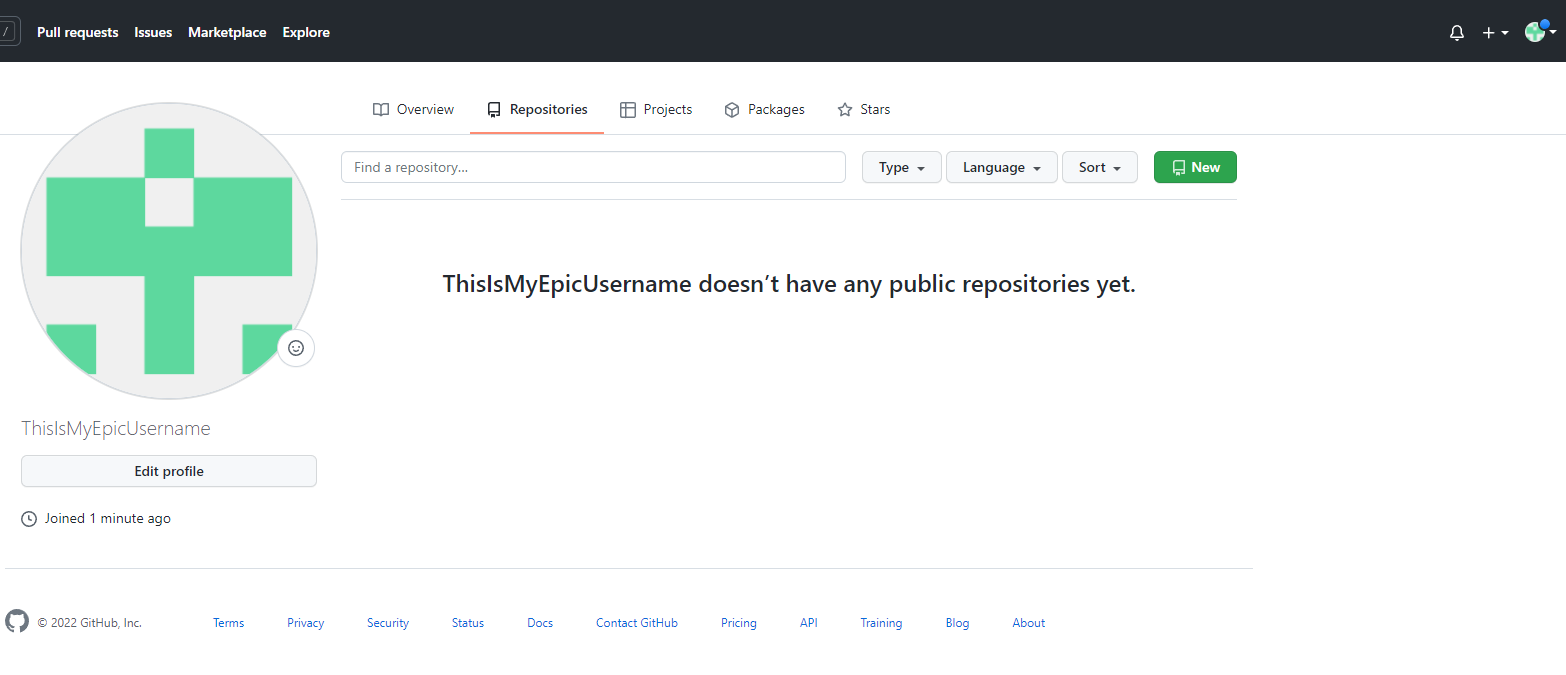 / Pull requests Issues Marketplace Explore
Overview Repositories Projects Packages Stars
Find a repository... Type Language Sort New
ThisIsMyEpicUsername doesn’t have any public repositories yet.
ThisIsMyEpicUsername
Edit profile
Joined 1 minute ago
© 2022 GitHub, Inc. Terms Privacy Security Status Docs Contact GitHub Pricing API Training Blog About